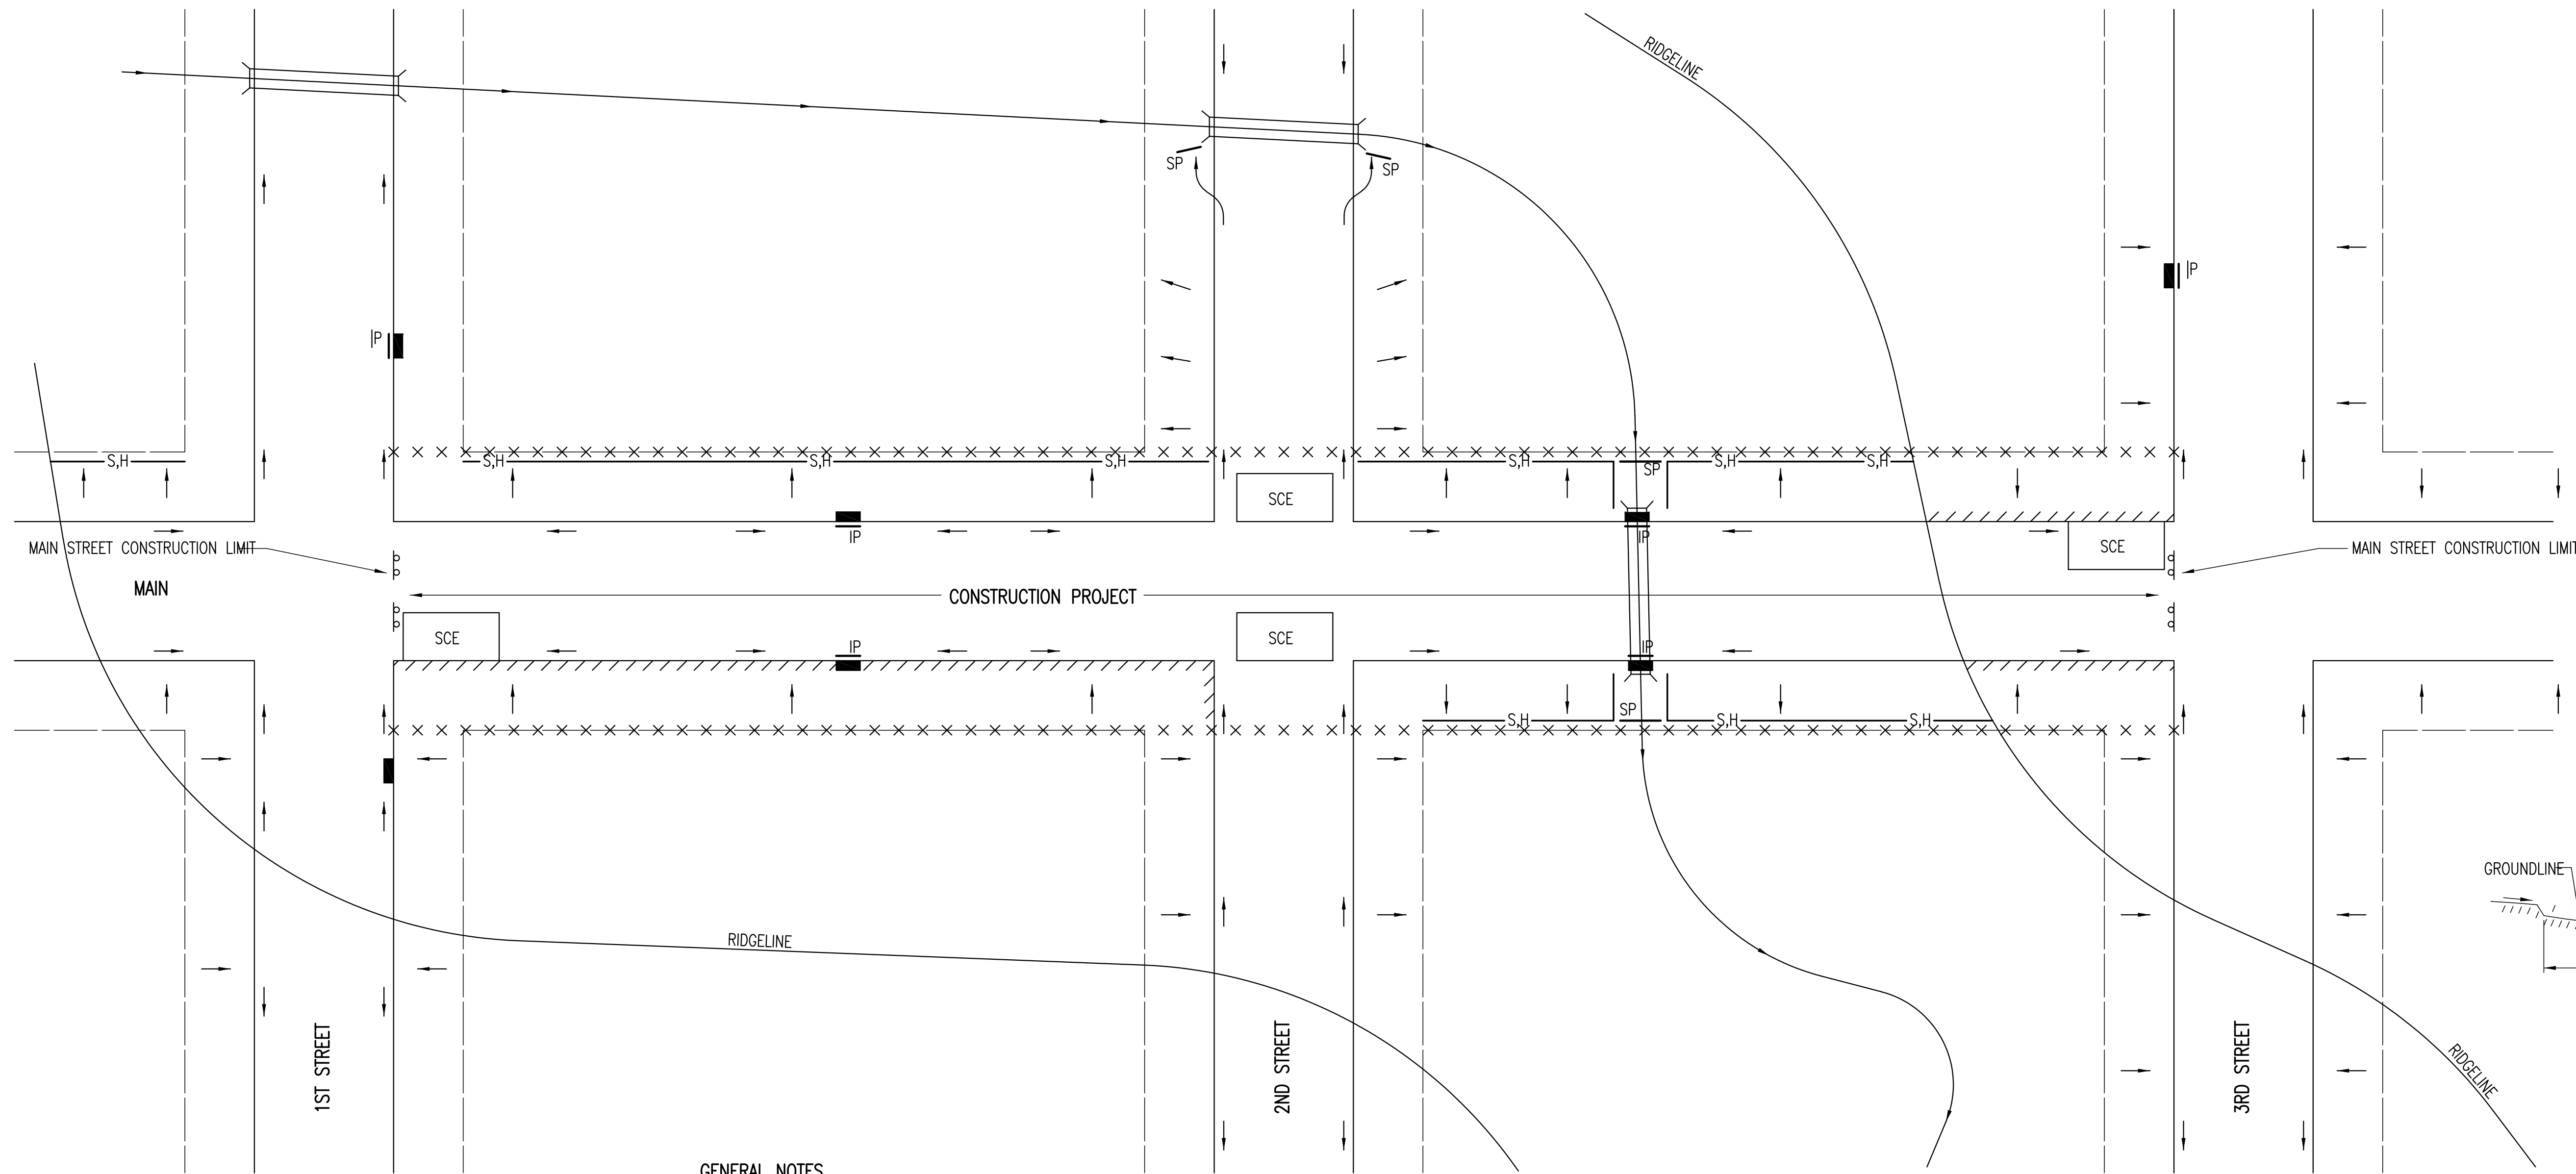 RIDGELINE
SP
SP
IP
IP
S,H
S,H
S,H
S,H
S,H
S,H
S,H
SP
SCE
IP
IP
MAIN STREET CONSTRUCTION LIMIT
SCE
MAIN STREET CONSTRUCTION LIMIT
MAIN
CONSTRUCTION PROJECT
SCE
SCE
IP
IP
SP
S,H
S,H
S,H
GROUNDLINE
RIDGELINE
1ST STREET
2ND STREET
3RD STREET
RIDGELINE
GENERAL NOTES